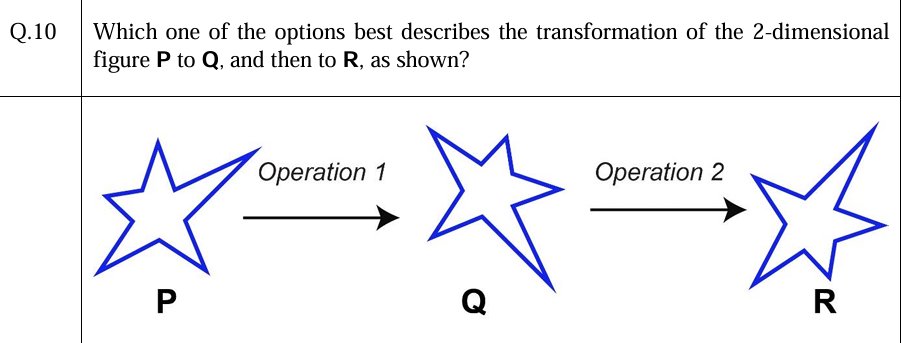 Q.10 Which one of the options best describes the transformation of the 2-dimensional
figure P to Q, and then to R, as shown?
Operation 1 Operation 2
P Q R